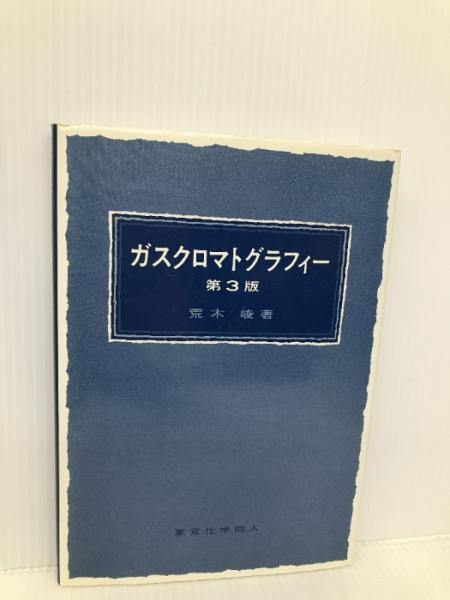 ガスクロマトグラフィー
第3版
荒木 峻 著
東京化学同人